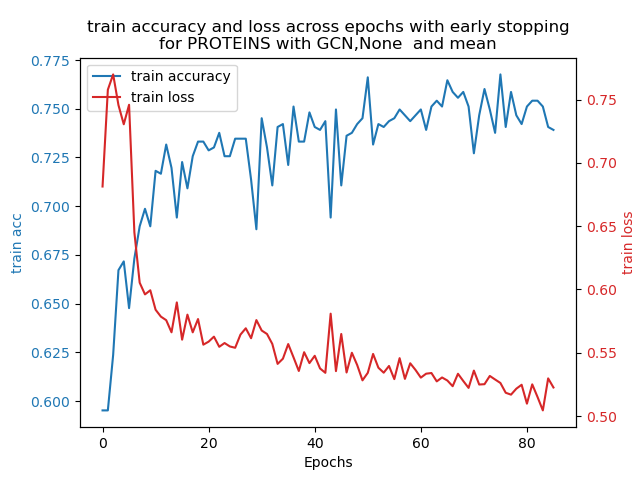 train accuracy and loss across epochs with early stopping
for PROTEINS with GCN,None  and mean
train accuracy
train loss
train acc
0.775
0.750
0.725
0.700
0.675
0.650
0.625
0.600
0.75
0.70
0.65
0.60
0.55
0.50
train loss
0
20
40
60
80
Epochs